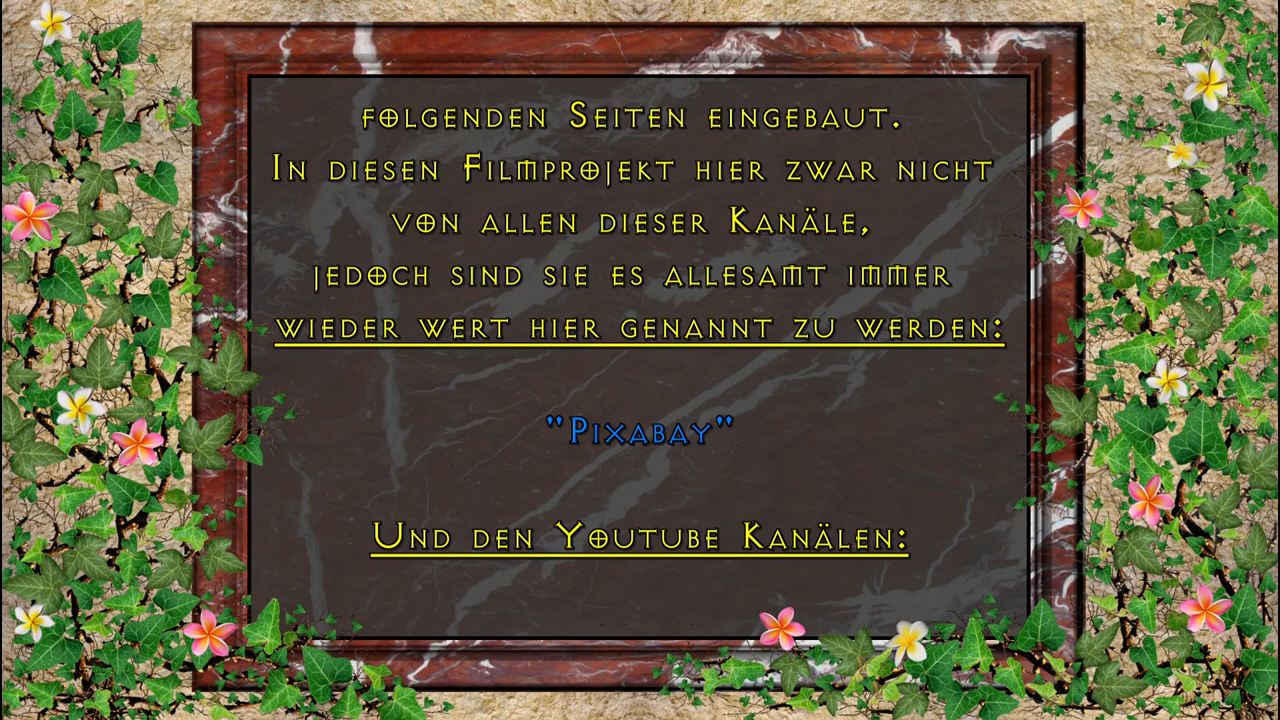 folgenden Seiten eingebaut.
In diesen Filmprojekt hier zwar nicht
von allen dieser Kanäle,
jedoch sind sie es allesamt immer
wieder wert hier genannt zu werden:
"Pixabay"
Und den Youtube Kanälen: